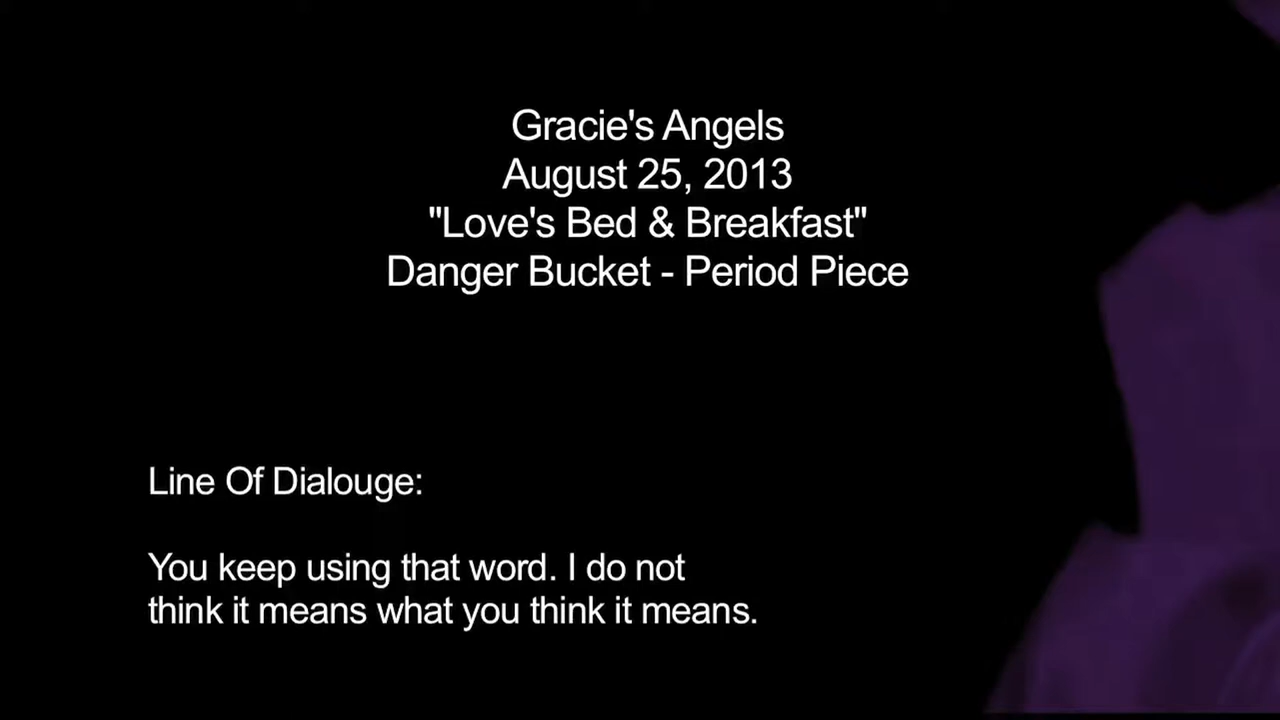 Gracie's Angels
August 25, 2013
"Love's Bed & Breakfast"
Danger Bucket - Period Piece
Line Of Dialouge:
You keep using that word. I do not
think it means what you think it means.